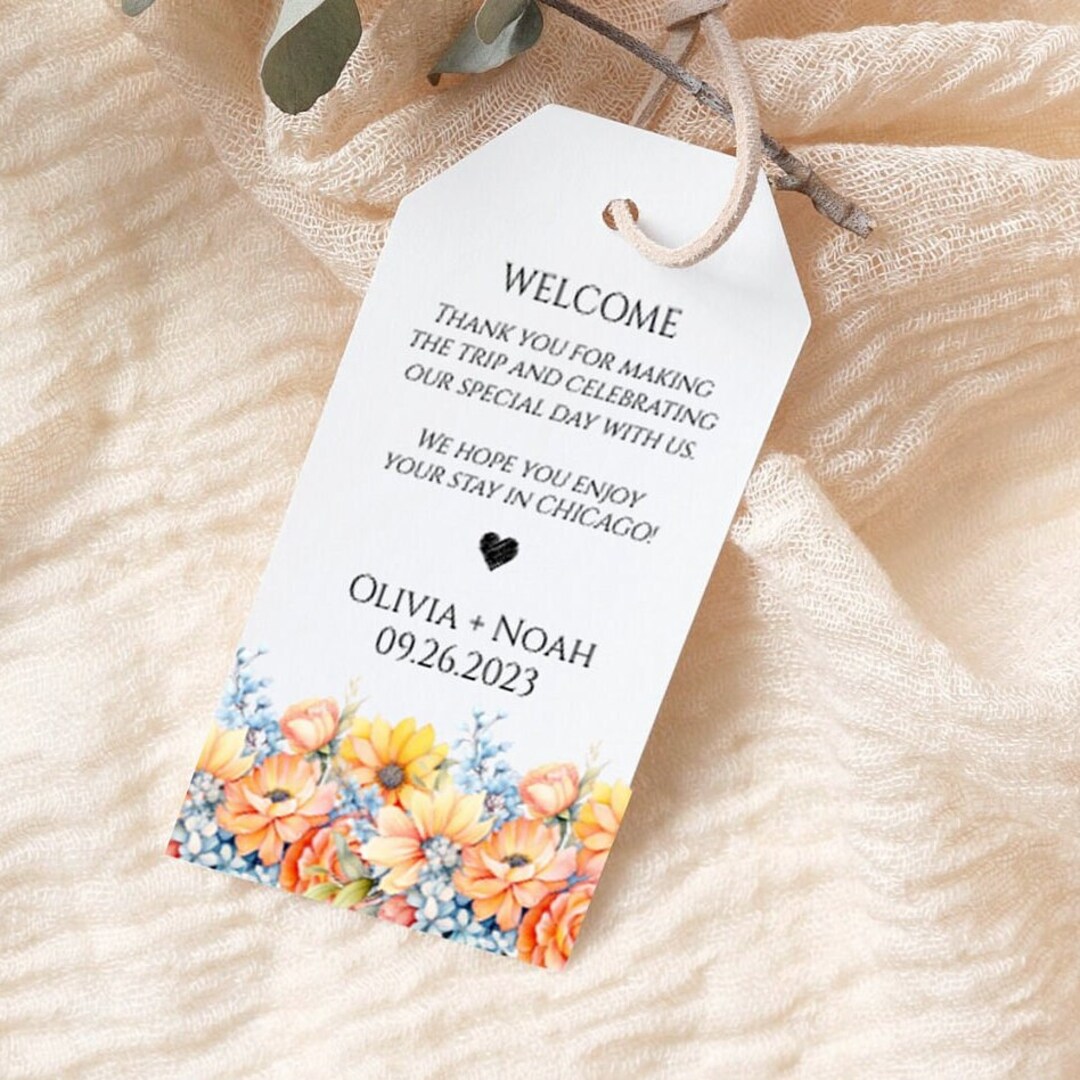 WELCOME
THANK YOU FOR MAKING
THE TRIP AND CELEBRATING
OUR SPECIAL DAY WITH US.
WE HOPE YOU ENJOY
YOUR STAY IN CHICAGO!
OLIVIA + NOAH
09.26.2023